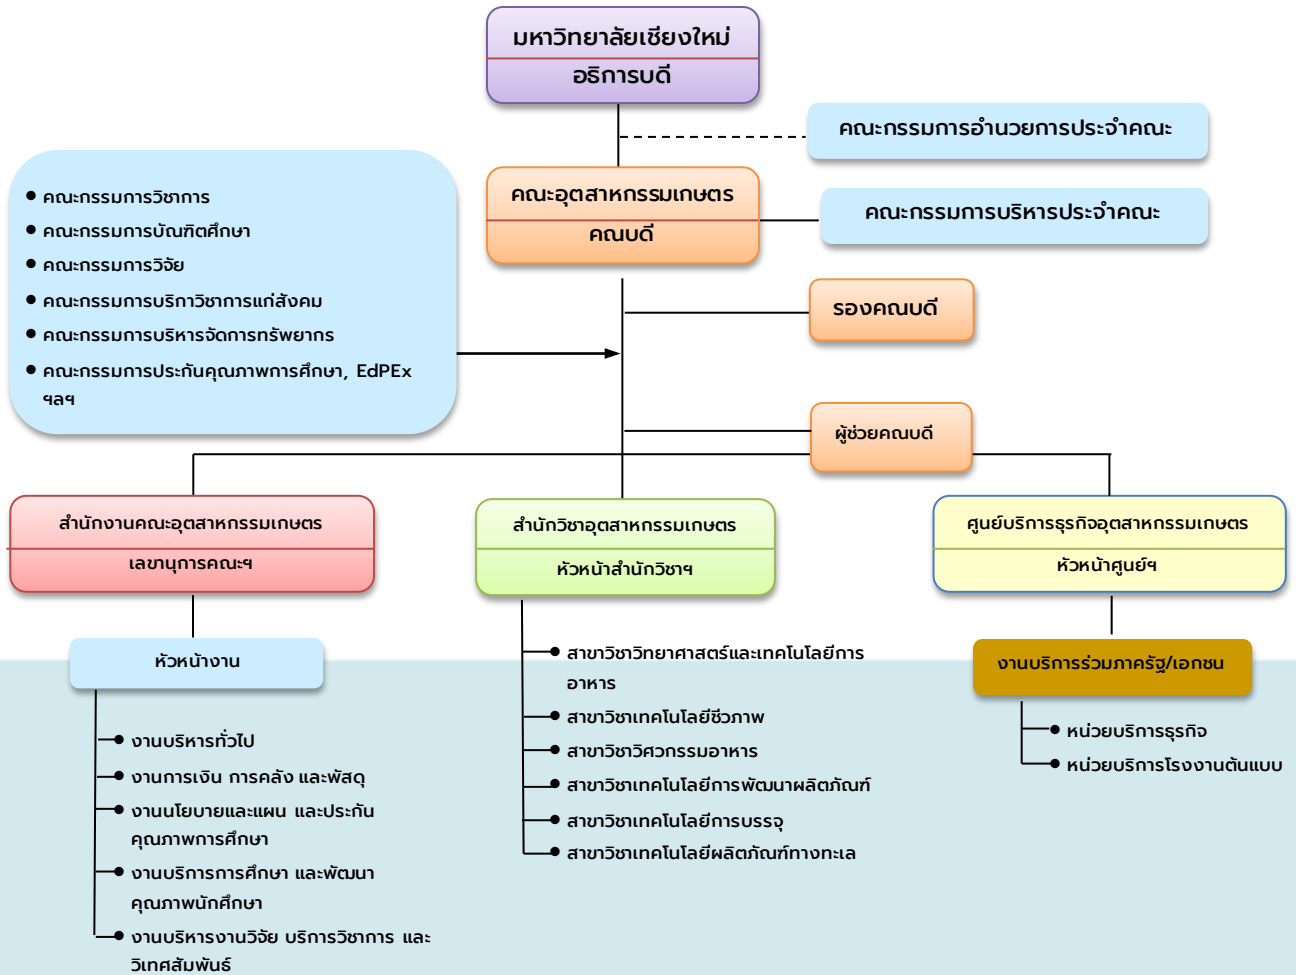 มหาวิทยาลัยเชียงใหม่
อธิการบดี
คณะกรรมการอำนวยการประจำคณะ
คณะอุตสาหกรรมเกษตร
คณบดี
คณะกรรมการบริหารประจำคณะ
คณะกรรมการวิชาการ
คณะกรรมการบัณฑิตศึกษา
คณะกรรมการวิจัย
คณะกรรมการบริกาวิชาการแก่สังคม
คณะกรรมการบริหารจัดการทรัพยากร
คณะกรรมการประกันคุณภาพการศึกษา, EdPEx
ฯลฯ
รองคณบดี
ผู้ช่วยคณบดี
สำนักงานคณะอุตสาหกรรมเกษตร
เลขานุการคณะฯ
หัวหน้างาน
งานบริหารทั่วไป
งานการเงิน การคลัง และพัสดุ
งานนโยบายและแผน และประกัน
คุณภาพการศึกษา
งานบริการการศึกษา และพัฒนา
คุณภาพนักศึกษา
งานบริหารงานวิจัย บริการวิชาการ และ
วิเทศสัมพันธ์
สำนักวิชาอุตสาหกรรมเกษตร
หัวหน้าสำนักวิชาฯ
สาขาวิชาวิทยาศาสตร์และเทคโนโลยีการ
อาหาร
สาขาวิชาเทคโนโลยีชีวภาพ
สาขาวิชาวิศวกรรมอาหาร
สาขาวิชาเทคโนโลยีการพัฒนาผลิตภัณฑ์
สาขาวิชาเทคโนโลยีการบรรจุ
สาขาวิชาเทคโนโลยีผลิตภัณฑ์ทางทะเล
ศูนย์บริการธุรกิจอุตสาหกรรมเกษตร
หัวหน้าศูนย์ฯ
งานบริการร่วมภาครัฐ/เอกชน
หน่วยบริการธุรกิจ
หน่วยบริการโรงงานต้นแบบ